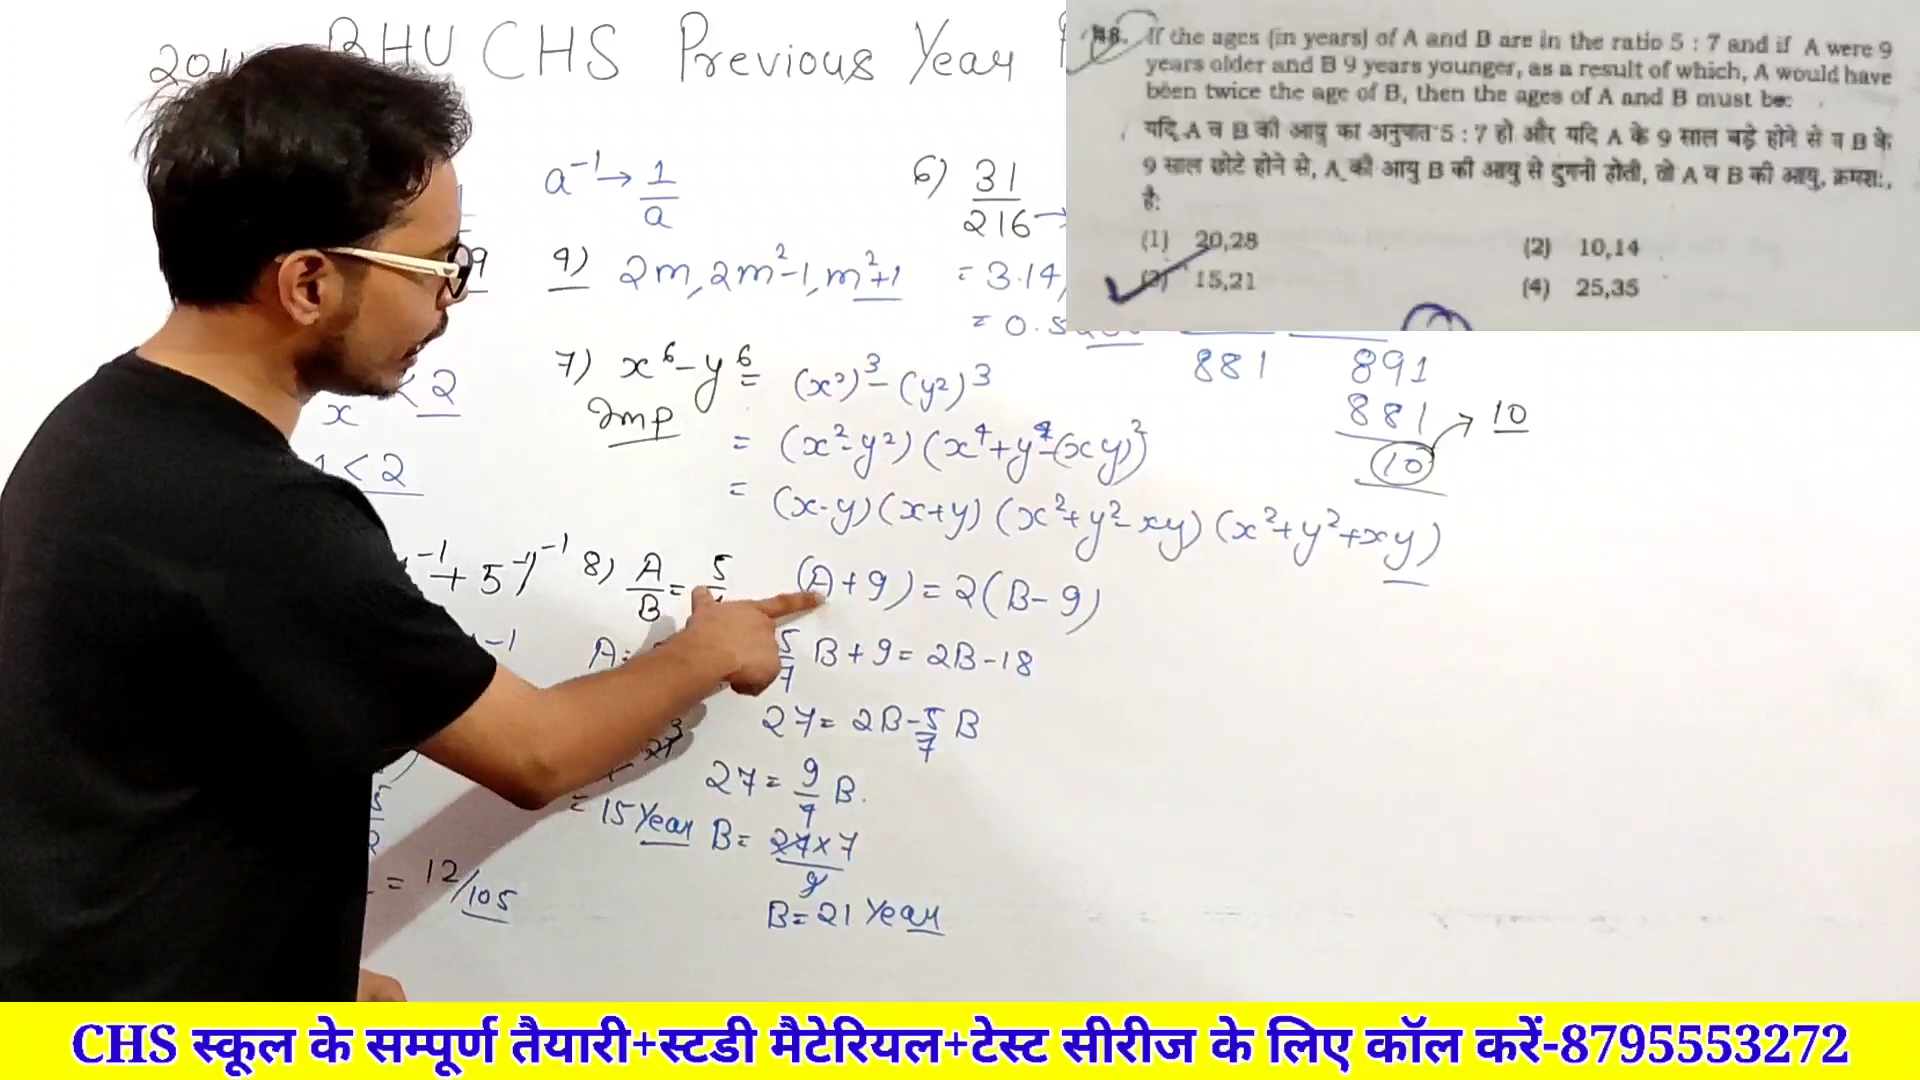 BHU CHS Previous Year
a⁻¹ → 1/a
9) 2m, 2m²-1, m²+1
6) 31/216 →
= 3.14
= 0.5
7) x⁶ - y⁶ = (x²)³ - (y²)³
Imp
= (x²-y²) (x⁴+y⁴-(xy)²)
= (x-y) (x+y) (x²+y²-xy) (x²+y²+xy)
881
891
881
10 → 10
x < 2
1 < 2
8) A/B = 5/
(A+9) = 2(B-9)
A=
5/7 B+9 = 2B-18
27 = 2B - 5/7 B
27 = 9/7 B.
= 15 Year
B = 27×7/9
B = 21 Year
= 12/105
48. If the ages (in years) of A and B are in the ratio 5 : 7 and if A were 9
years older and B 9 years younger, as a result of which, A would have
been twice the age of B, then the ages of A and B must be:
यदि A व B की आयु का अनुपात 5 : 7 हो और यदि A के 9 साल बड़े होने से व B के
9 साल छोटे होने से, A की आयु B की आयु से दुगनी होती, तो A व B की आयु, क्रमशः,
है:
(1) 20,28
(2) 10,14
(3) 15,21
(4) 25,35
CHS स्कूल के सम्पूर्ण तैयारी+स्टडी मैटेरियल+टेस्ट सीरीज के लिए कॉल करें-8795553272